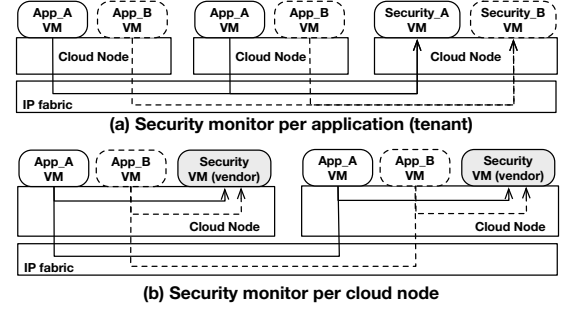 App_A
VM
App_B
VM
App_A
VM
App_B
VM
Security_A
VM
Security_B
VM
Cloud Node
Cloud Node
Cloud Node
IP fabric
(a) Security monitor per application (tenant)
App_A
VM
App_B
VM
Security
VM (vendor)
App_A
VM
App_B
VM
Security
VM (vendor)
Cloud Node
Cloud Node
IP fabric
(b) Security monitor per cloud node